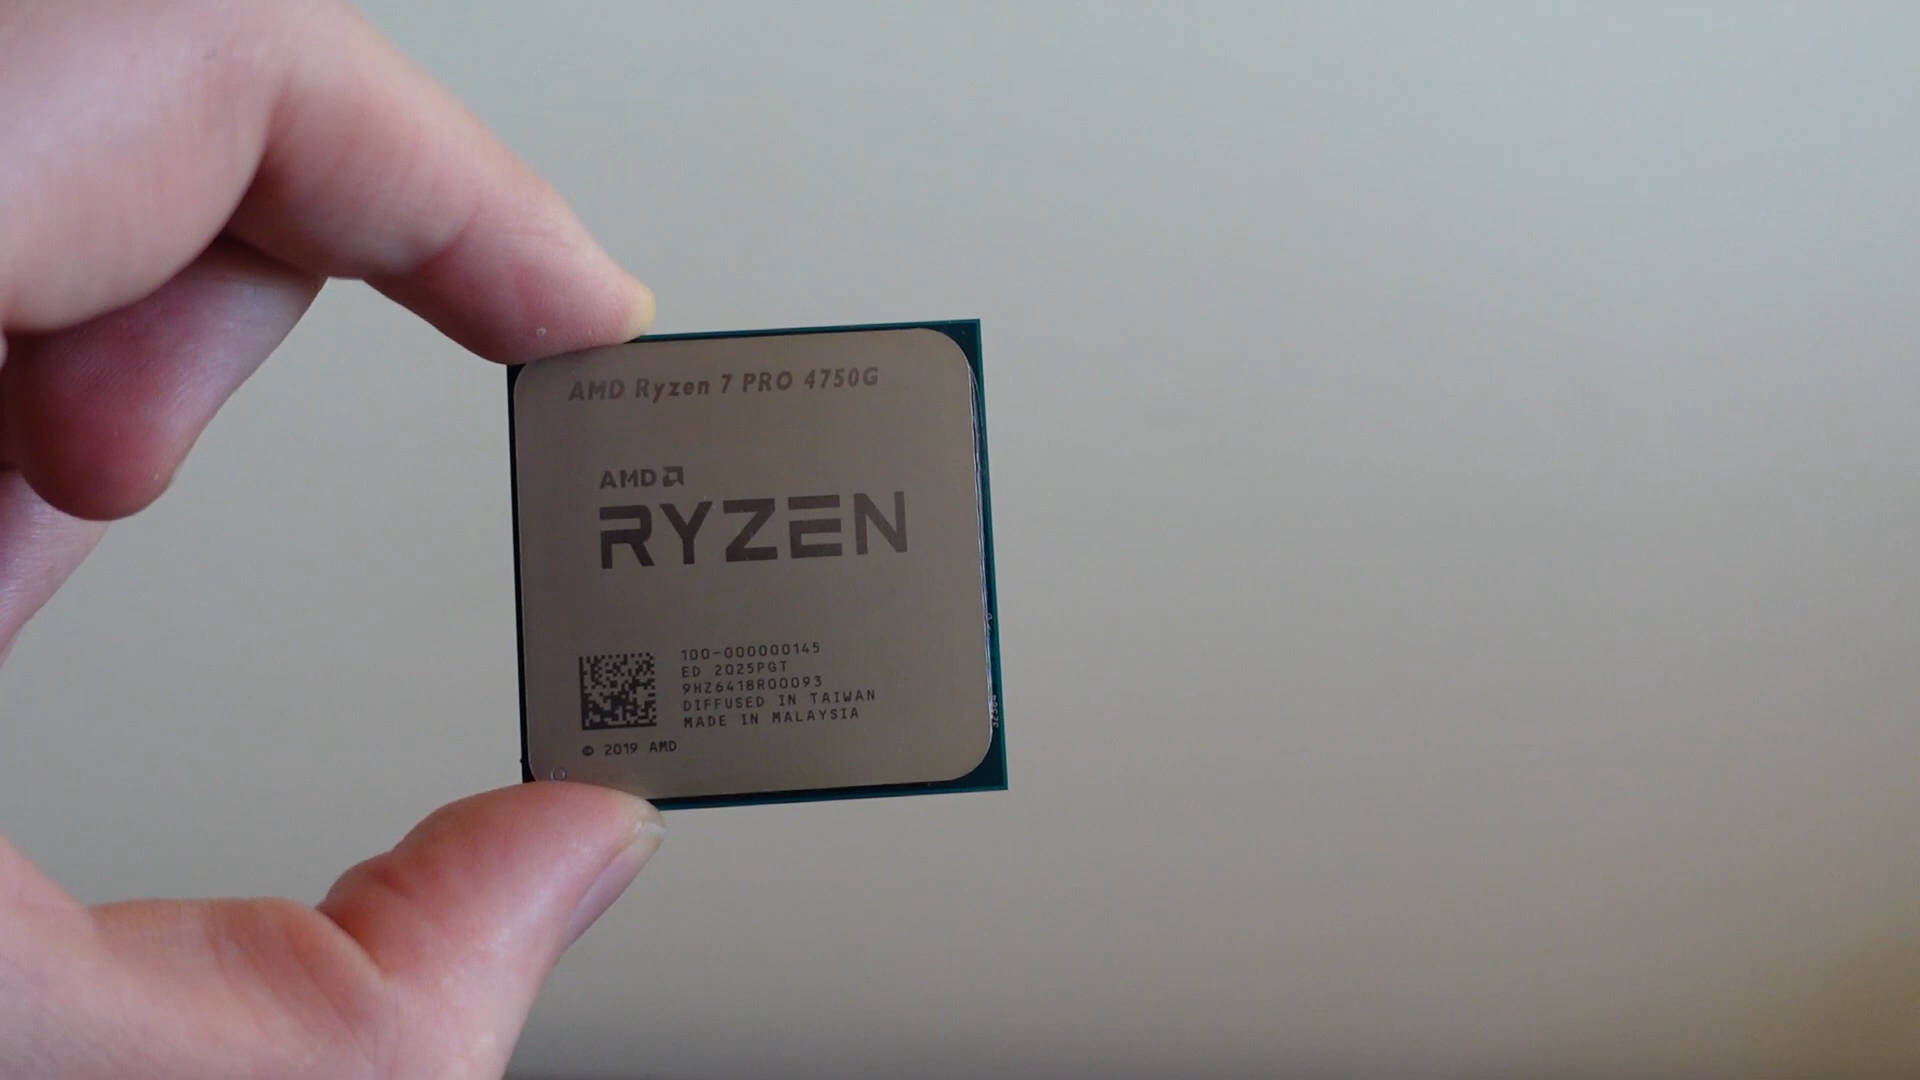 AMD Ryzen 7 PRO 4750G
AMD
RYZEN
100-000000145
ED 2025PGT
9HZ6418R00093
DIFFUSED IN TAIWAN
MADE IN MALAYSIA
© 2019 AMD